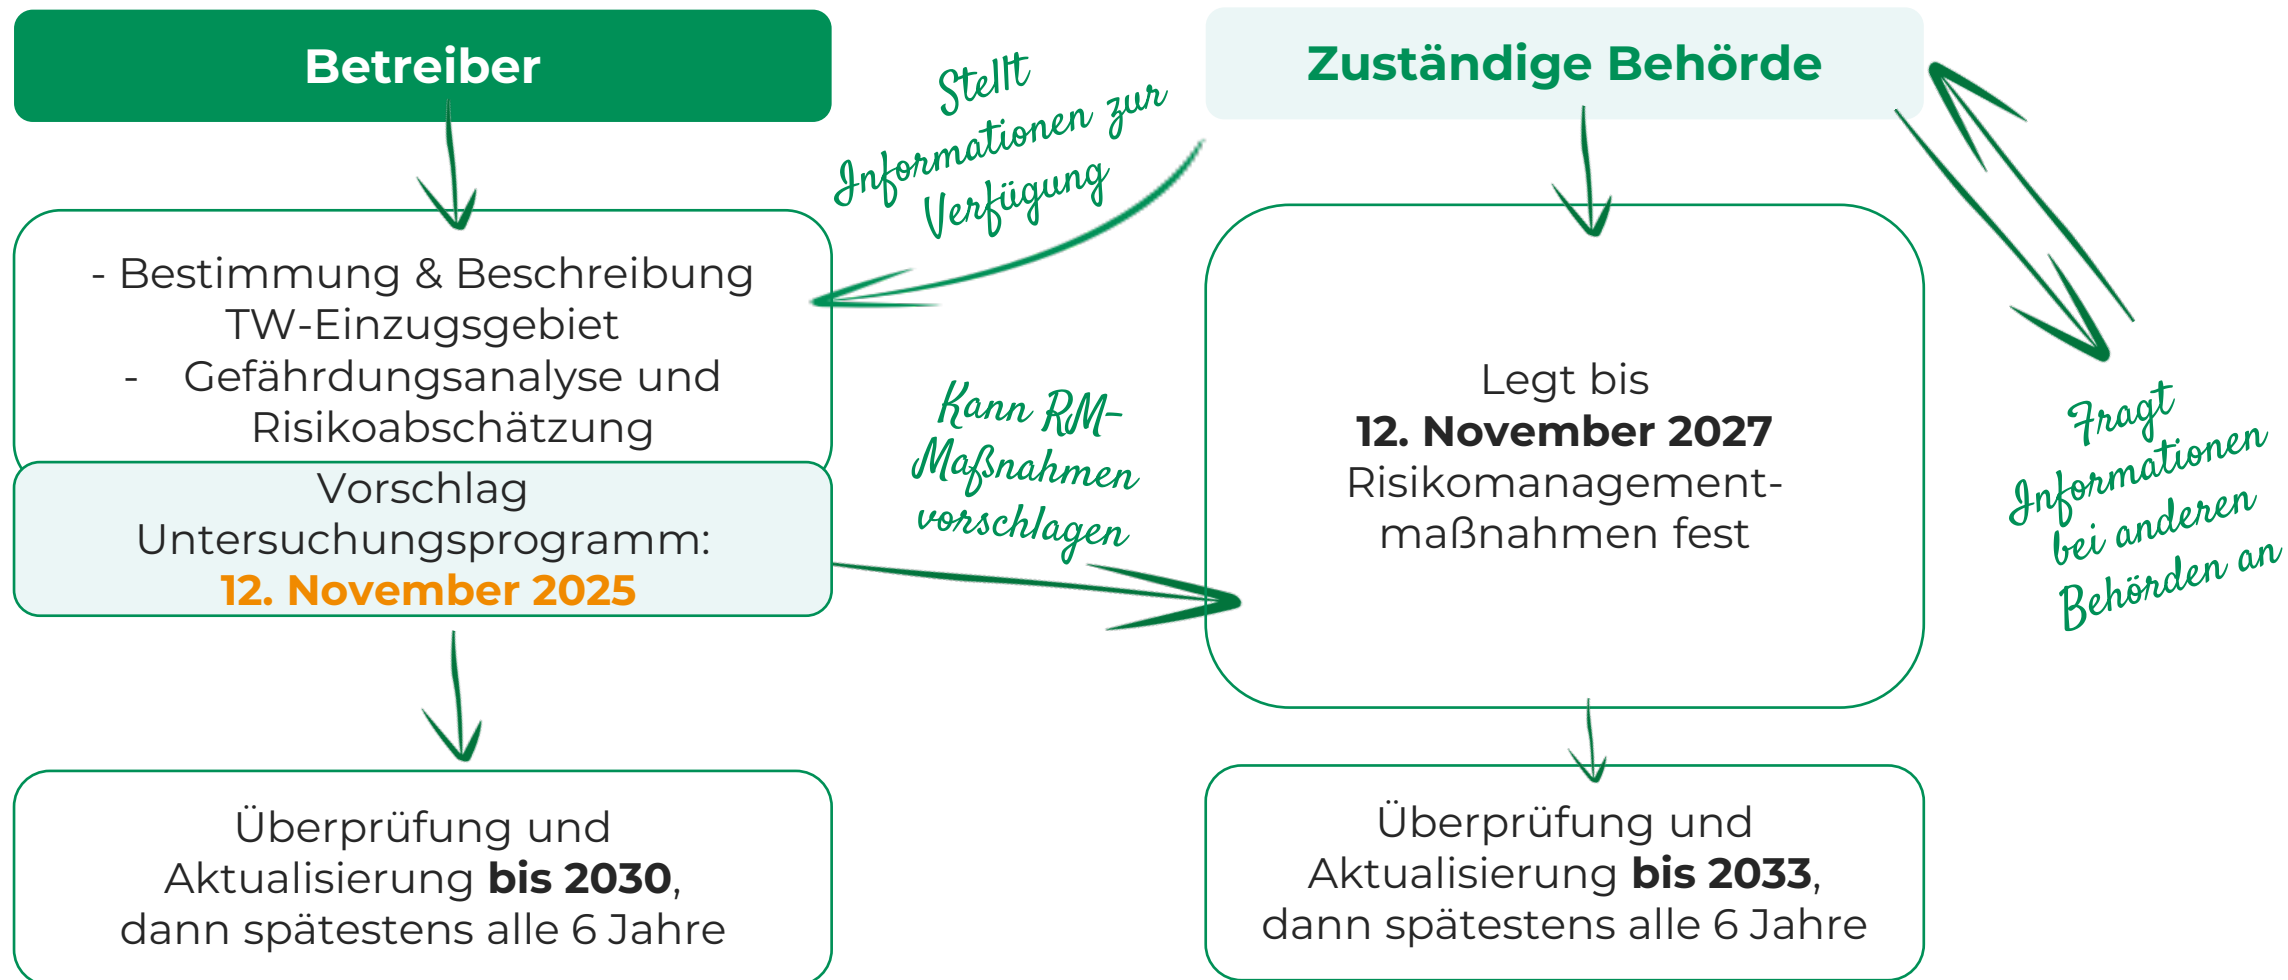 Betreiber
- Bestimmung & Beschreibung
TW-Einzugsgebiet
- Gefährdungsanalyse und
Risikoabschätzung
Vorschlag
Untersuchungsprogramm:
12. November 2025
Überprüfung und
Aktualisierung bis 2030,
dann spätestens alle 6 Jahre
Stellt
Informationen zur
Verfügung
Kann RM-
Maßnahmen
vorschlagen
Zuständige Behörde
Legt bis
12. November 2027
Risikomanagement-
maßnahmen fest
Überprüfung und
Aktualisierung bis 2033,
dann spätestens alle 6 Jahre
Fragt
Informationen
bei anderen
Behörden an